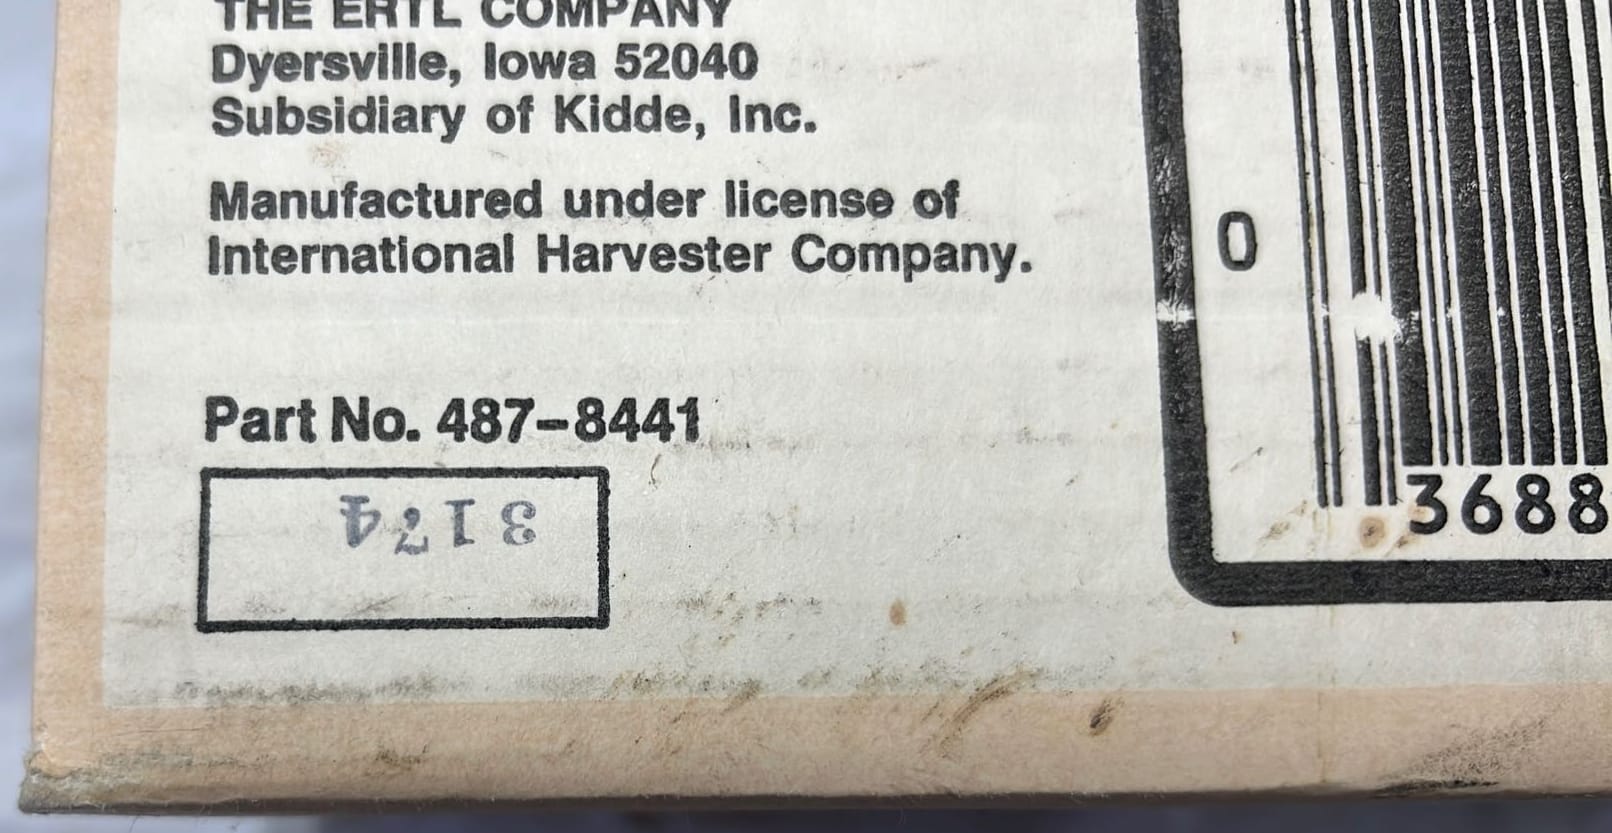 THE ERTL COMPANY
Dyersville, Iowa 52040
Subsidiary of Kidde, Inc.
Manufactured under license of
International Harvester Company.
Part No. 487-8441
3174
0
3688